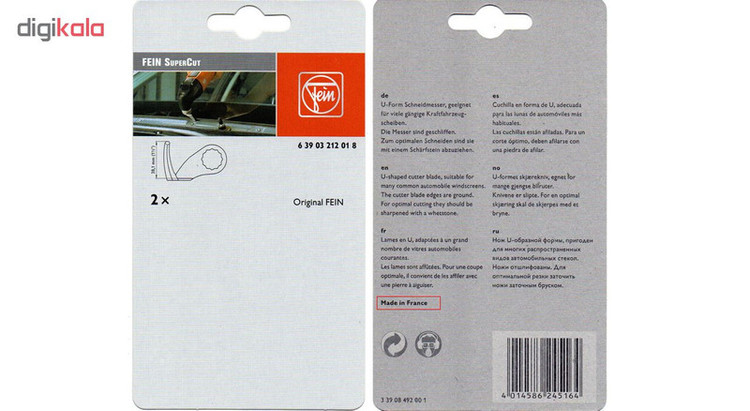 digikala
FEIN SUPERCUT
Fein
6 39 03 212 01 8
2 ×
Original FEIN
de
U-Form Schneidmesser, geeignet
für viele gängige Kraftfahrzeug-
scheiben.
Die Messer sind geschliffen.
Zum optimalen Schneiden sind sie
mit einem Schärfstein abzuziehen.
en
U-shaped cutter blade, suitable for
many common automobile windscreens.
The cutter blade edges are ground.
For optimal cutting they should be
sharpened with a whetstone.
fr
Lames en U, adaptées à un grand
nombre de vitres automobiles
courantes.
Les lames sont affûtées. Pour une coupe
optimale, il convient de les affiler avec
une pierre à aiguiser.
Made in France
es
Cuchilla en forma de U, adecuada
para las lunas de automóviles más
habituales.
Las cuchillas están afiladas. Para un
corte óptimo, deben afilarse con
una piedra de afilar.
no
U-formet skjærekniv, egnet for
mange gjengse bilruter.
Knivene er slipte. For en optimal
skjæring skal de skjerpes med et
bryne.
ru
Нож U-образной формы, пригоден
для многих распространенных
видов автомобильных стекол.
Ножи отшлифованы. Для
оптимальной резки заточить
ножи заточным бруском.
3 39 08 492 00 1
4 014586 245164